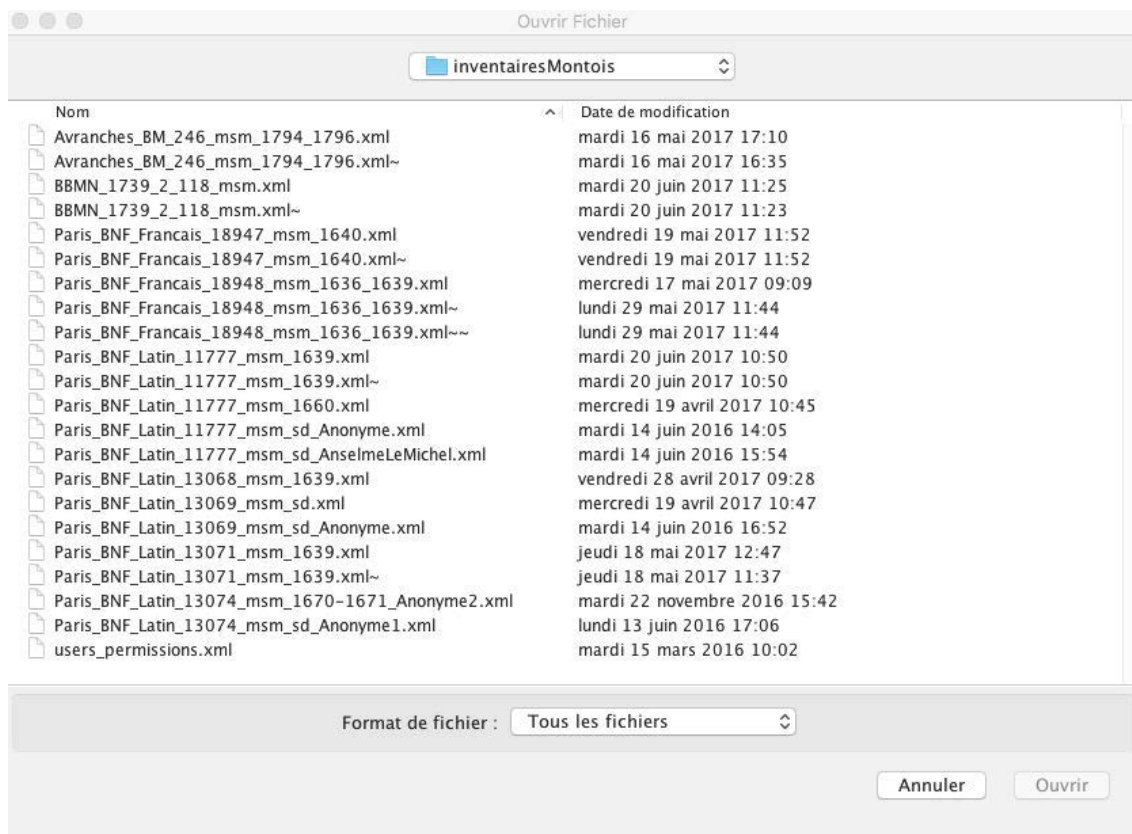 Ouvrir Fichier
inventairesMontois
Nom Date de modification
Avranches_BM_246_msm_1794_1796.xml mardi 16 mai 2017 17:10
Avranches_BM_246_msm_1794_1796.xml~ mardi 16 mai 2017 16:35
BBMN_1739_2_118_msm.xml mardi 20 juin 2017 11:25
BBMN_1739_2_118_msm.xml~ mardi 20 juin 2017 11:23
Paris_BNF_Francais_18947_msm_1640.xml vendredi 19 mai 2017 11:52
Paris_BNF_Francais_18947_msm_1640.xml~ vendredi 19 mai 2017 11:52
Paris_BNF_Francais_18948_msm_1636_1639.xml mercredi 17 mai 2017 09:09
Paris_BNF_Francais_18948_msm_1636_1639.xml~ lundi 29 mai 2017 11:44
Paris_BNF_Francais_18948_msm_1636_1639.xml~~ lundi 29 mai 2017 11:44
Paris_BNF_Latin_11777_msm_1639.xml mardi 20 juin 2017 10:50
Paris_BNF_Latin_11777_msm_1639.xml~ mardi 20 juin 2017 10:50
Paris_BNF_Latin_11777_msm_1660.xml mercredi 19 avril 2017 10:45
Paris_BNF_Latin_11777_msm_sd_Anonyme.xml mardi 14 juin 2016 14:05
Paris_BNF_Latin_11777_msm_sd_AnselmeLeMichel.xml mardi 14 juin 2016 15:54
Paris_BNF_Latin_13068_msm_1639.xml vendredi 28 avril 2017 09:28
Paris_BNF_Latin_13069_msm_sd.xml mercredi 19 avril 2017 10:47
Paris_BNF_Latin_13069_msm_sd_Anonyme.xml mardi 14 juin 2016 16:52
Paris_BNF_Latin_13071_msm_1639.xml jeudi 18 mai 2017 12:47
Paris_BNF_Latin_13071_msm_1639.xml~ jeudi 18 mai 2017 11:37
Paris_BNF_Latin_13074_msm_1670-1671_Anonyme2.xml mardi 22 novembre 2016 15:42
Paris_BNF_Latin_13074_msm_sd_Anonyme1.xml lundi 13 juin 2016 17:06
users_permissions.xml mardi 15 mars 2016 10:02
Format de fichier : Tous les fichiers
Annuler Ouvrir